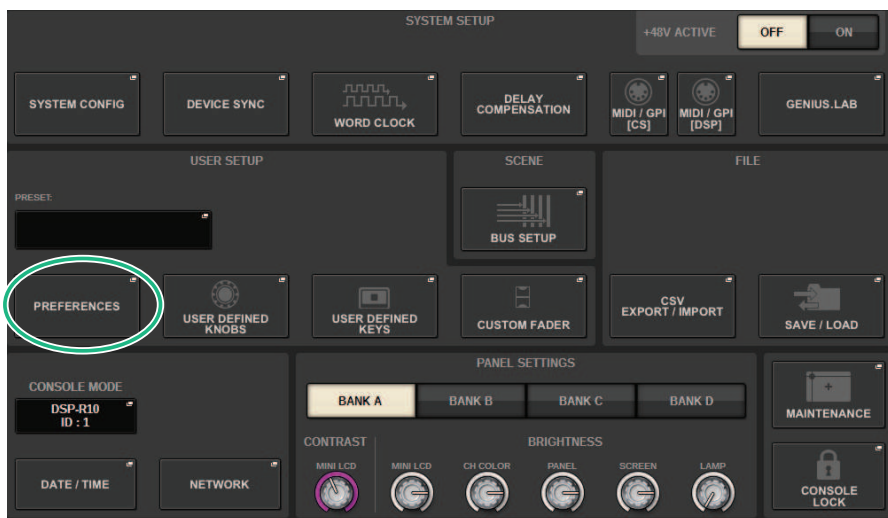 SYSTEM SETUP
+48V ACTIVE
OFF
ON
SYSTEM CONFIG
DEVICE SYNC
WORD CLOCK
DELAY
COMPENSATION
MIDI / GPI
[CS]
MIDI / GPI
[DSP]
GENIUS.LAB
USER SETUP
SCENE
FILE
PRESET:
BUS SETUP
PREFERENCES
USER DEFINED
KNOBS
USER DEFINED
KEYS
CUSTOM FADER
CSV
EXPORT / IMPORT
SAVE / LOAD
CONSOLE MODE
DSP-R10
ID : 1
DATE / TIME
NETWORK
PANEL SETTINGS
BANK A
BANK B
BANK C
BANK D
CONTRAST
BRIGHTNESS
MINI LCD
MINI LCD
CH COLOR
PANEL
SCREEN
LAMP
MAINTENANCE
CONSOLE
LOCK